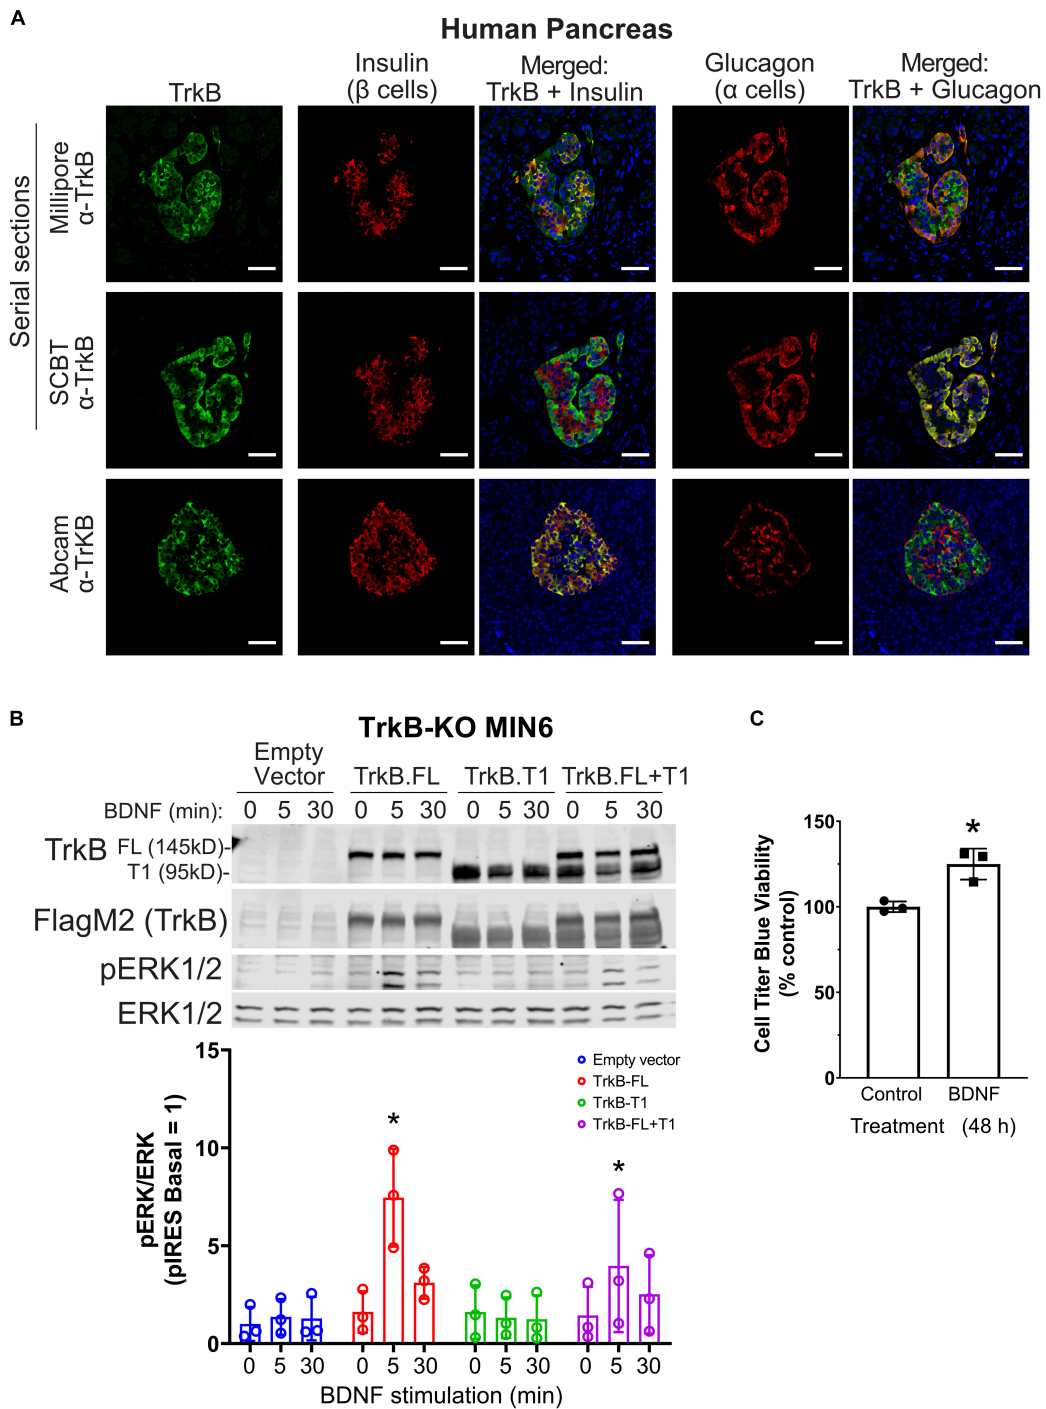 A
Human Pancreas
TrkB
Insulin
(β cells)
Merged:
TrkB + Insulin
Glucagon
(α cells)
Merged:
TrkB + Glucagon
Serial sections
Millipore
α-TrkB
SCBT
α-TrkB
Abcam
α-TrKB
B
TrkB-KO MIN6
Empty
Vector
TrkB.FL
TrkB.T1
TrkB.FL+T1
BDNF (min):
0 5 30 0 5 30 0 5 30 0 5 30
TrkB FL (145kD)-
T1 (95kD)-
FlagM2 (TrkB)
pERK1/2
ERK1/2
pERK/ERK
(pIRES Basal = 1)
15
10
5
0
Empty vector
TrkB-FL
TrkB-T1
TrkB-FL+T1
*
*
0 5 30 0 5 30 0 5 30 0 5 30
BDNF stimulation (min)
C
Cell Titer Blue Viability
(% control)
150
100
50
0
*
Control BDNF
Treatment (48 h)